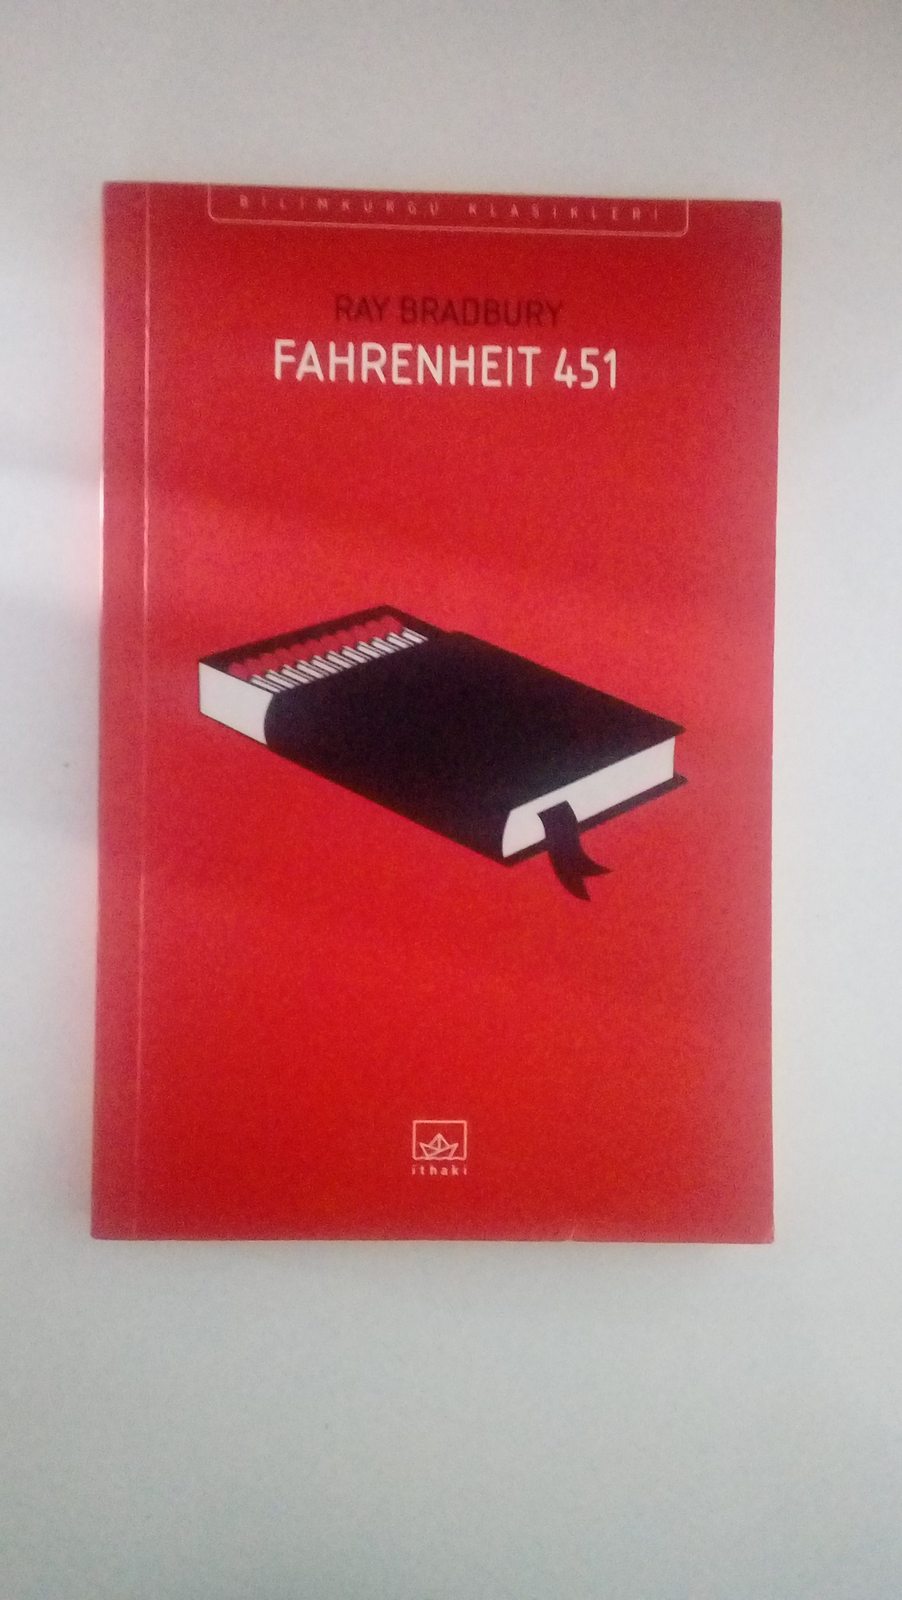 BİLİMKURGU KLASİKLERİ
RAY BRADBURY
FAHRENHEIT 451
ithaki